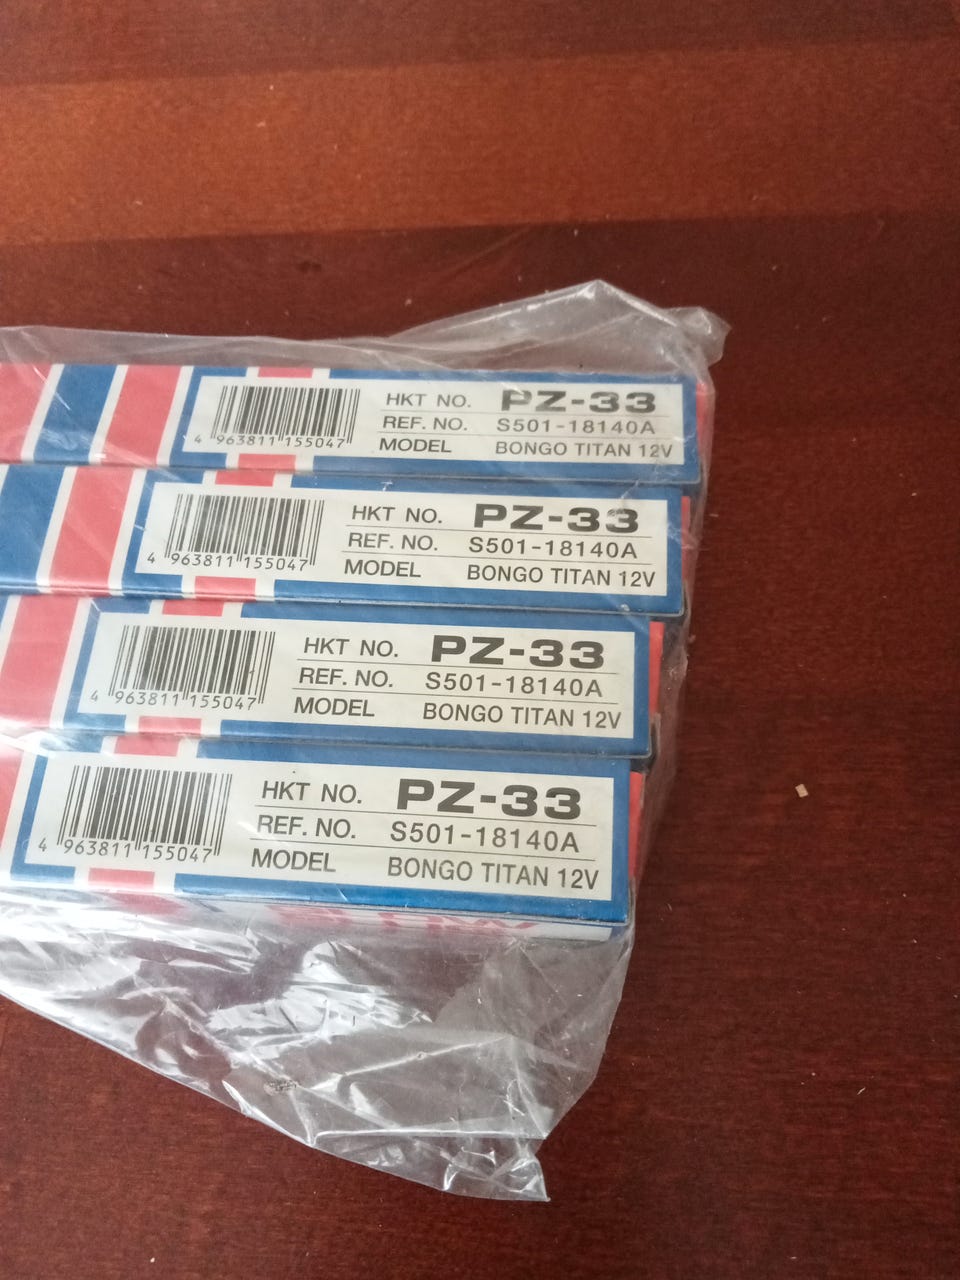 HKT NO. PZ-33
REF. NO. S501-18140A
MODEL BONGO TITAN 12V
4 963811 155047
HKT NO. PZ-33
REF. NO. S501-18140A
MODEL BONGO TITAN 12V
4 963811 155047
HKT NO. PZ-33
REF. NO. S501-18140A
MODEL BONGO TITAN 12V
4 963811 155047
HKT NO. PZ-33
REF. NO. S501-18140A
MODEL BONGO TITAN 12V
4 963811 155047